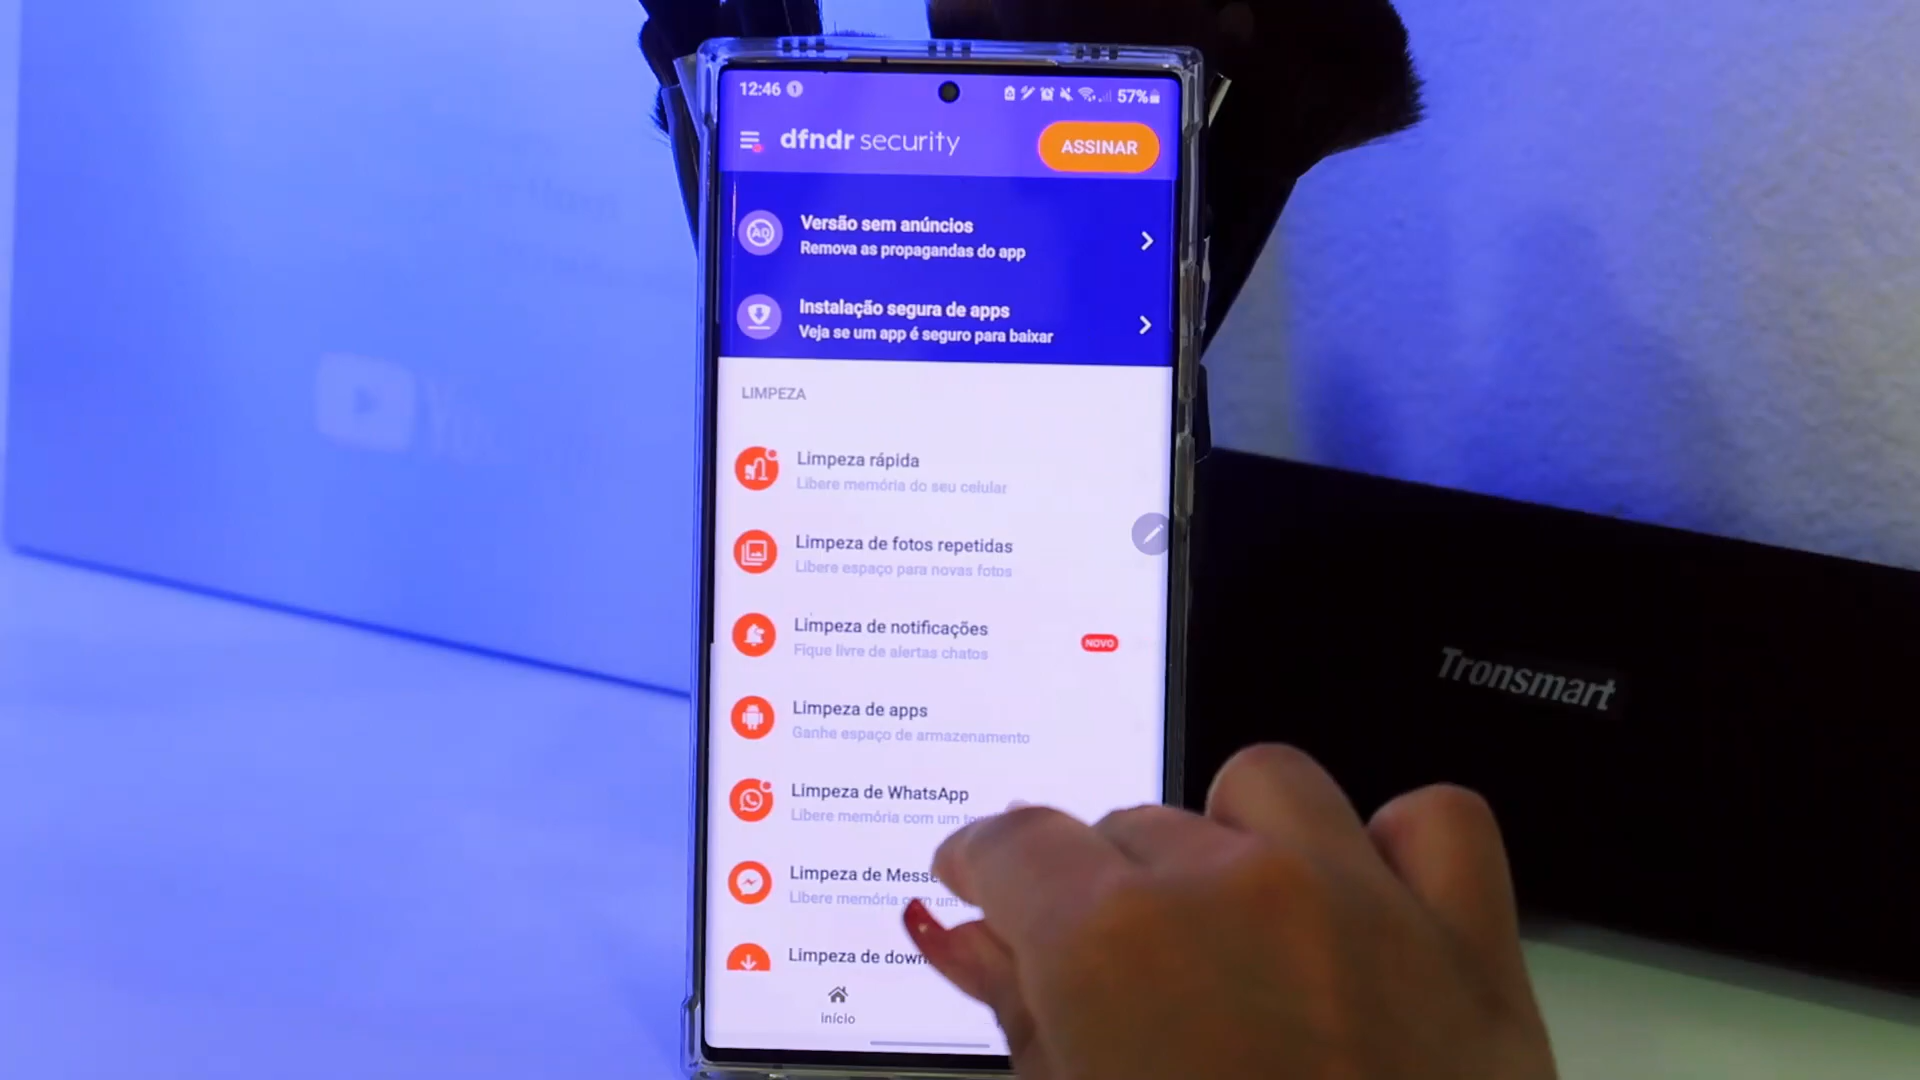 12:46
57%
dfndr security
ASSINAR
AD
Versão sem anúncios
Remova as propagandas do app
Instalação segura de apps
Veja se um app é seguro para baixar
LIMPEZA
Limpeza rápida
Libere memória do seu celular
Limpeza de fotos repetidas
Libere espaço para novas fotos
Limpeza de notificações
Fique livre de alertas chatos
NOVO
Limpeza de apps
Ganhe espaço de armazenamento
Limpeza de WhatsApp
Libere memória com um
Limpeza de
Libere memória com um
Limpeza de
início
Tronsmart